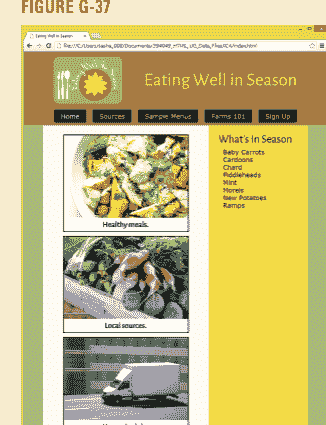 FIGURE G-37
Eating Well in Season
Eating Well in Season
Home
Sources
Sample Menus
Farms 101
Sign Up
What's in Season
Baby Carrots
Cardoons
Chard
Fiddleheads
Mint
Morels
New Potatoes
Ramps
Healthy meals.
Local sources.